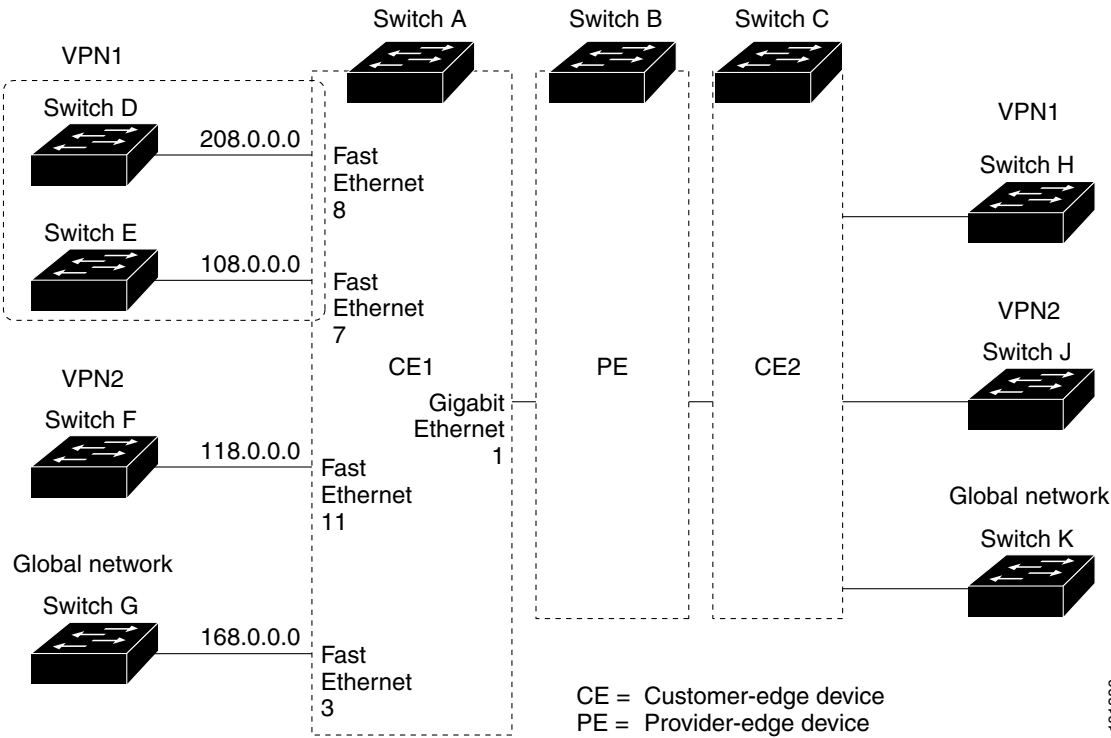 Switch A
Switch B
Switch C
VPN1
Switch D
208.0.0.0
Fast
Ethernet
8
Switch E
108.0.0.0
Fast
Ethernet
7
VPN2
Switch F
118.0.0.0
Fast
Ethernet
11
Global network
Switch G
168.0.0.0
Fast
Ethernet
3
CE1
Gigabit
Ethernet
1
PE
CE2
VPN1
Switch H
VPN2
Switch J
Global network
Switch K
CE = Customer-edge device
PE = Provider-edge device